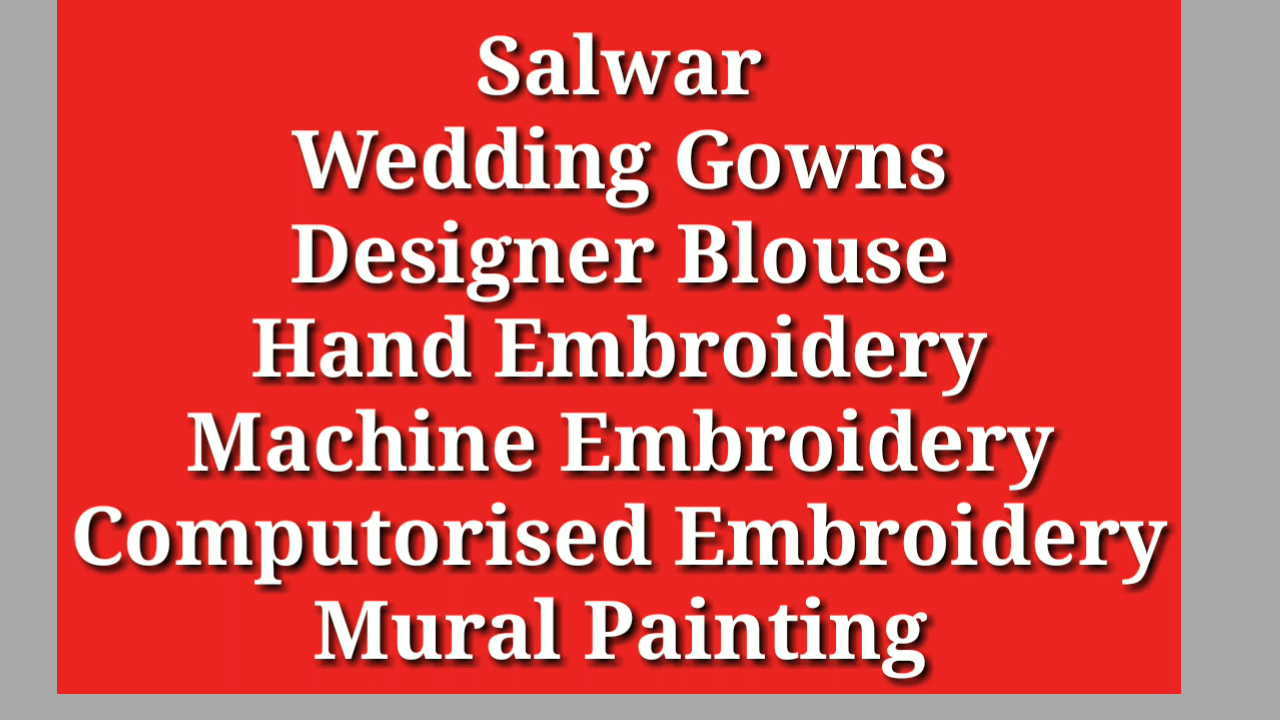 Salwar
Wedding Gowns
Designer Blouse
Hand Embroidery
Machine Embroidery
Computorised Embroidery
Mural Painting